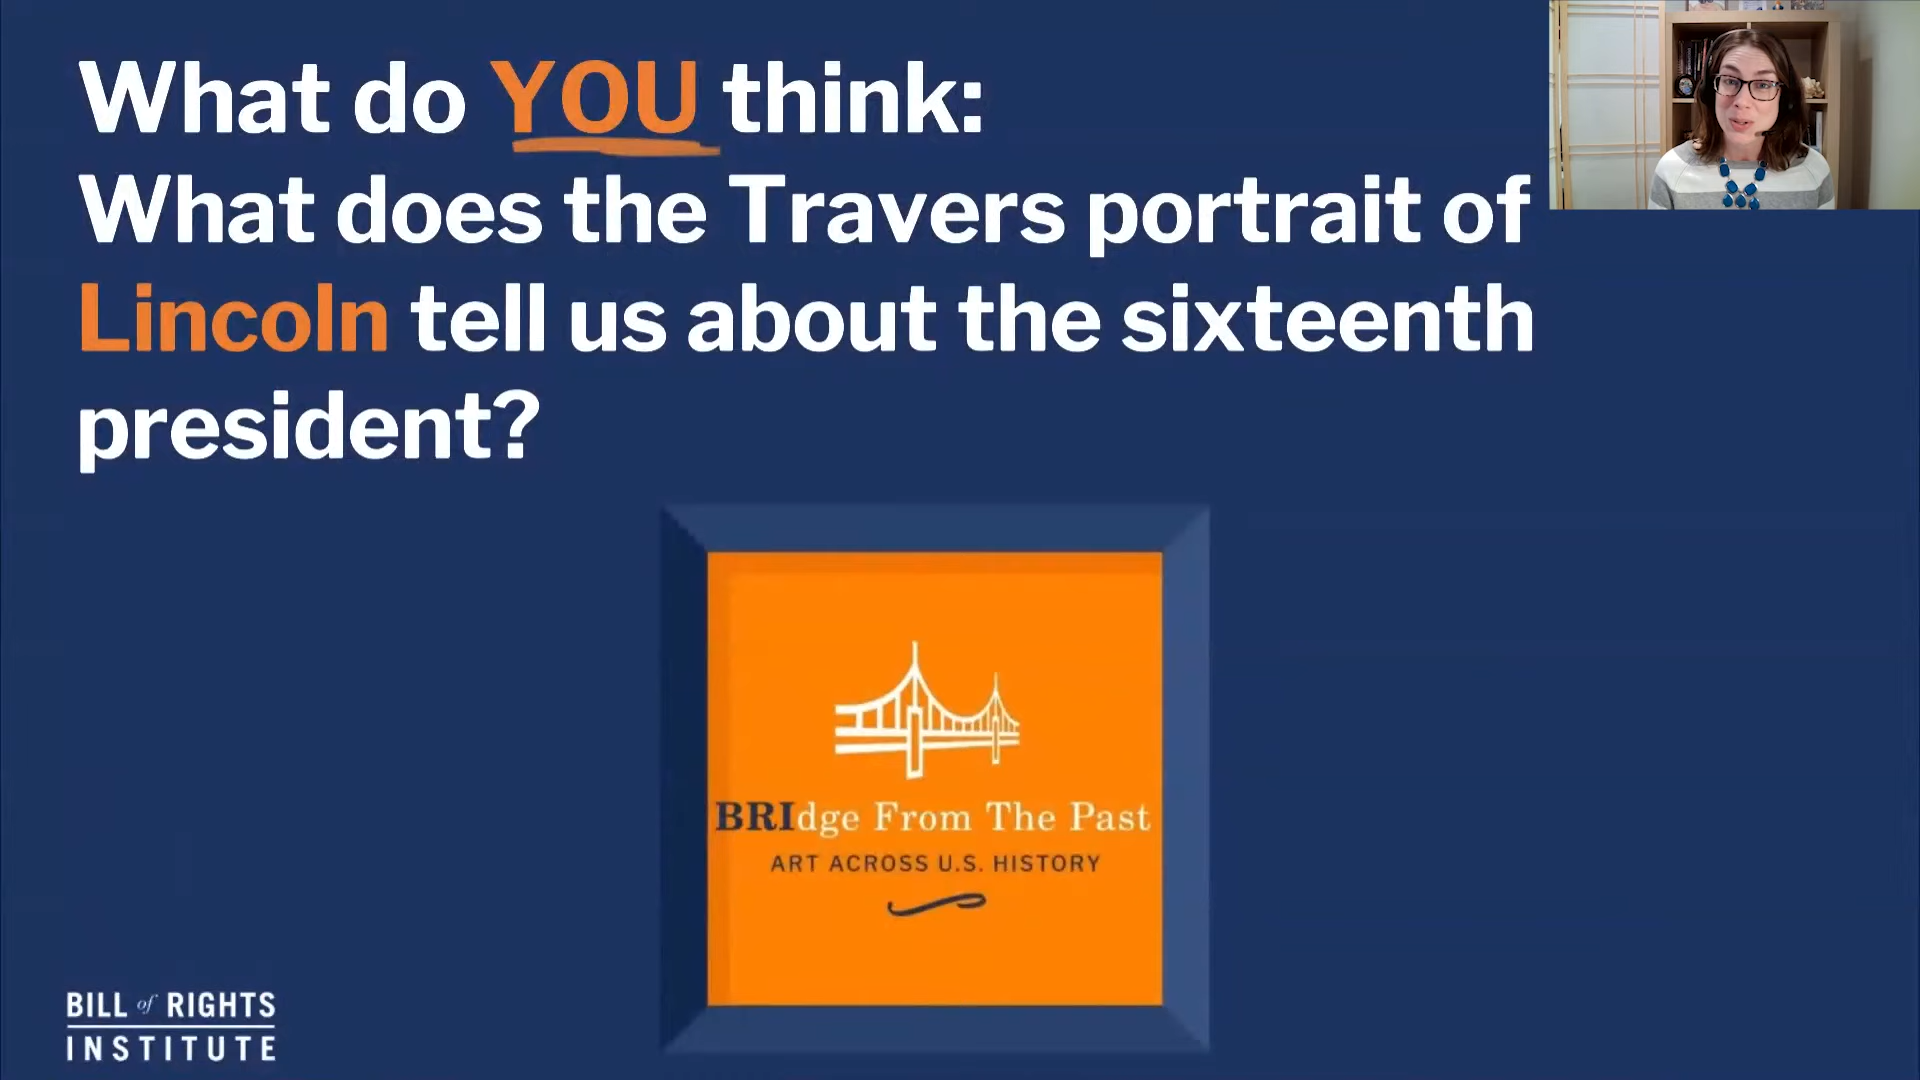 What do YOU think:
What does the Travers portrait of
Lincoln tell us about the sixteenth
president?
BRIdge From The Past
ART ACROSS U.S. HISTORY
BILL of RIGHTS
INSTITUTE